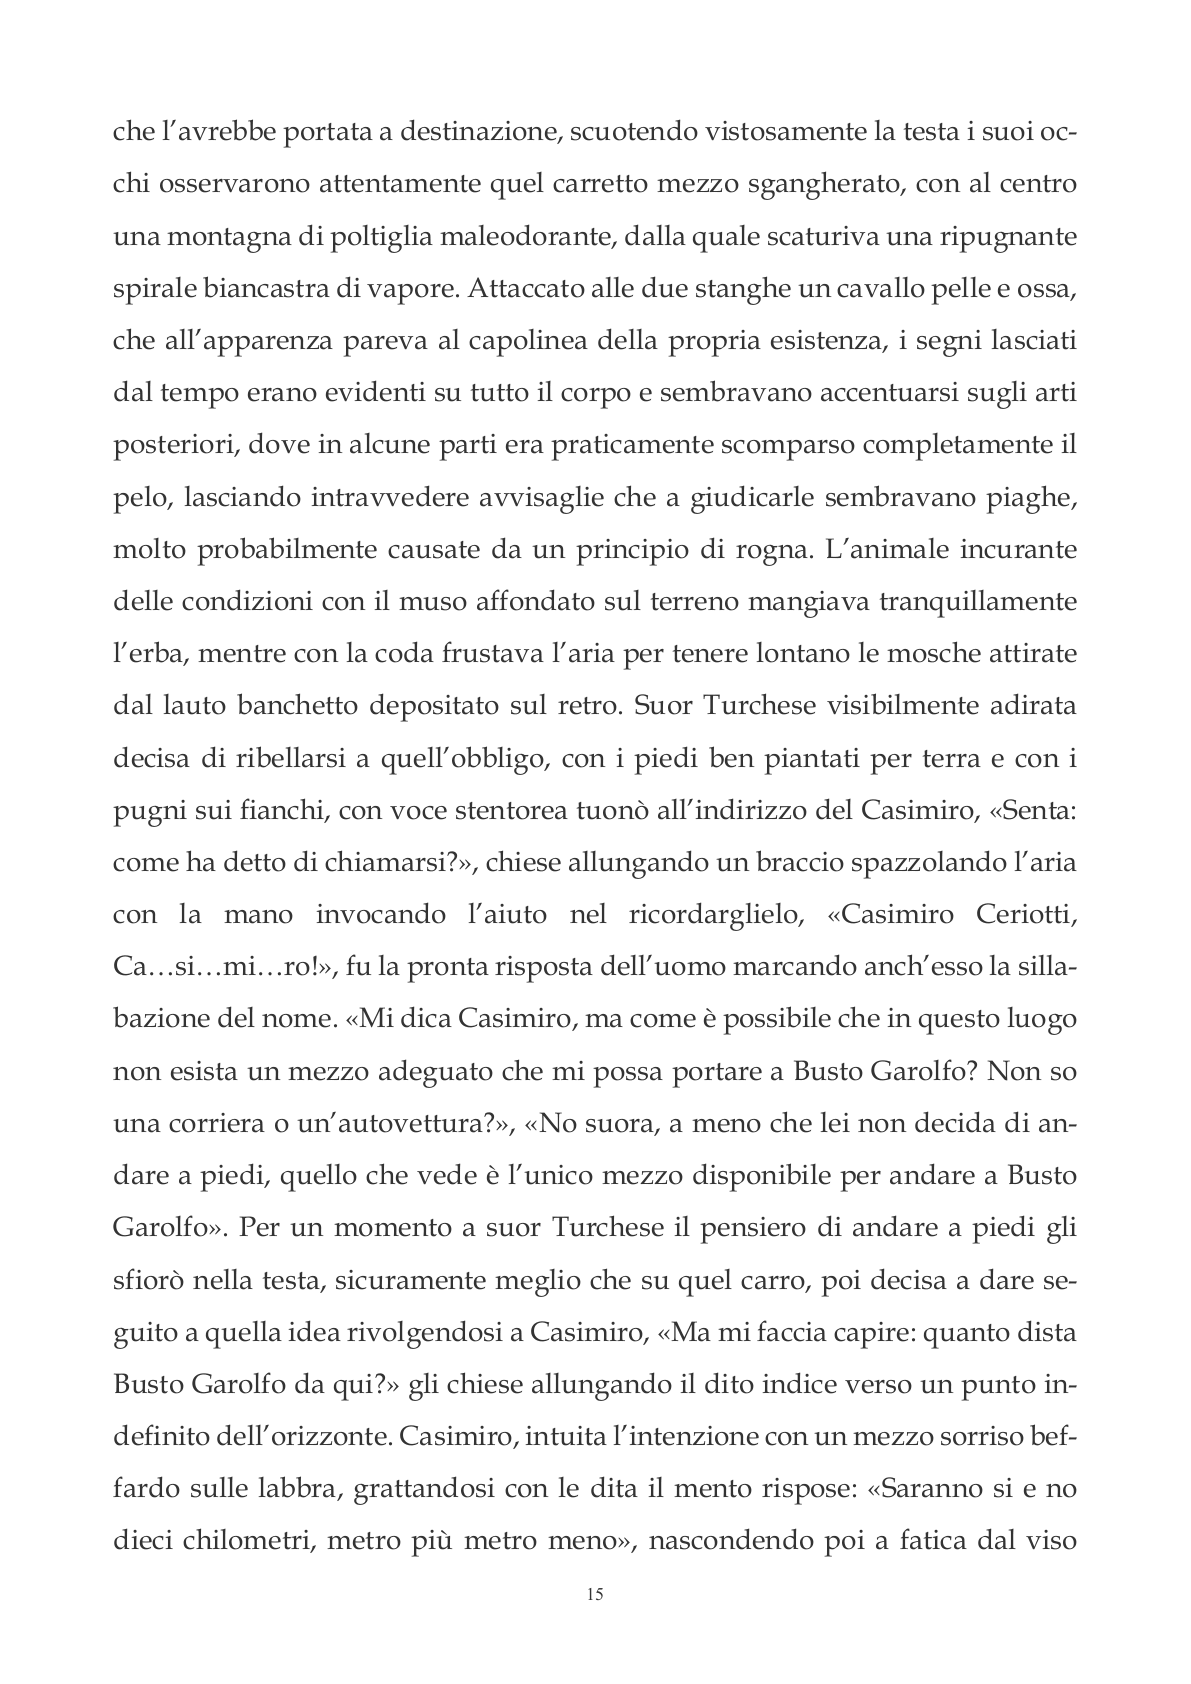 che l’avrebbe portata a destinazione, scuotendo vistosamente la testa i suoi oc-
chi osservarono attentamente quel carretto mezzo sgangherato, con al centro
una montagna di poltiglia maleodorante, dalla quale scaturiva una ripugnante
spirale biancastra di vapore. Attaccato alle due stanghe un cavallo pelle e ossa,
che all’apparenza pareva al capolinea della propria esistenza, i segni lasciati
dal tempo erano evidenti su tutto il corpo e sembravano accentuarsi sugli arti
posteriori, dove in alcune parti era praticamente scomparso completamente il
pelo, lasciando intravvedere avvisaglie che a giudicarle sembravano piaghe,
molto probabilmente causate da un principio di rogna. L’animale incurante
delle condizioni con il muso affondato sul terreno mangiava tranquillamente
l’erba, mentre con la coda frustava l’aria per tenere lontano le mosche attirate
dal lauto banchetto depositato sul retro. Suor Turchese visibilmente adirata
decisa di ribellarsi a quell’obbligo, con i piedi ben piantati per terra e con i
pugni sui fianchi, con voce stentorea tuonò all’indirizzo del Casimiro, «Senta:
come ha detto di chiamarsi?», chiese allungando un braccio spazzolando l’aria
con la mano invocando l’aiuto nel ricordarglielo, «Casimiro Ceriotti,
Ca…si…mi…ro!», fu la pronta risposta dell’uomo marcando anch’esso la silla-
bazione del nome. «Mi dica Casimiro, ma come è possibile che in questo luogo
non esista un mezzo adeguato che mi possa portare a Busto Garolfo? Non so
una corriera o un’autovettura?», «No suora, a meno che lei non decida di an-
dare a piedi, quello che vede è l’unico mezzo disponibile per andare a Busto
Garolfo». Per un momento a suor Turchese il pensiero di andare a piedi gli
sfiorò nella testa, sicuramente meglio che su quel carro, poi decisa a dare se-
guito a quella idea rivolgendosi a Casimiro, «Ma mi faccia capire: quanto dista
Busto Garolfo da qui?» gli chiese allungando il dito indice verso un punto in-
definito dell’orizzonte. Casimiro, intuita l’intenzione con un mezzo sorriso bef-
fardo sulle labbra, grattandosi con le dita il mento rispose: «Saranno si e no
dieci chilometri, metro più metro meno», nascondendo poi a fatica dal viso
15